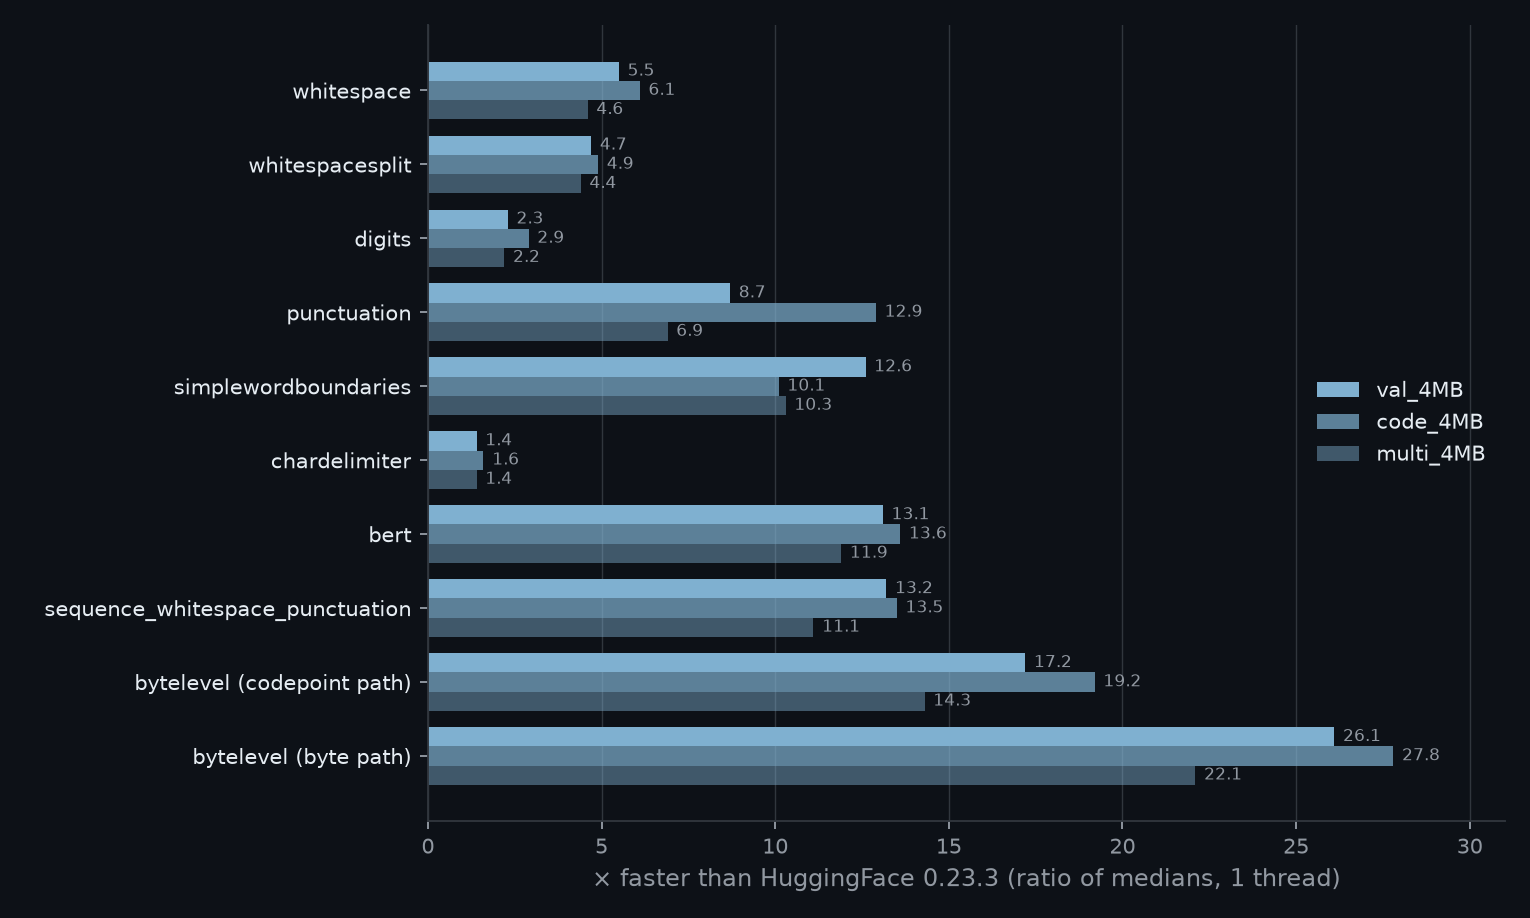 whitespace
5.5
6.1
4.6
whitespacesplit
4.7
4.9
4.4
digits
2.3
2.9
2.2
punctuation
8.7
12.9
6.9
simplewordboundaries
12.6
10.1
10.3
chardelimiter
1.4
1.6
1.4
bert
13.1
13.6
11.9
sequence_whitespace_punctuation
13.2
13.5
11.1
bytelevel (codepoint path)
17.2
19.2
14.3
bytelevel (byte path)
26.1
27.8
22.1
val_4MB
code_4MB
multi_4MB
0 5 10 15 20 25 30
× faster than HuggingFace 0.23.3 (ratio of medians, 1 thread)